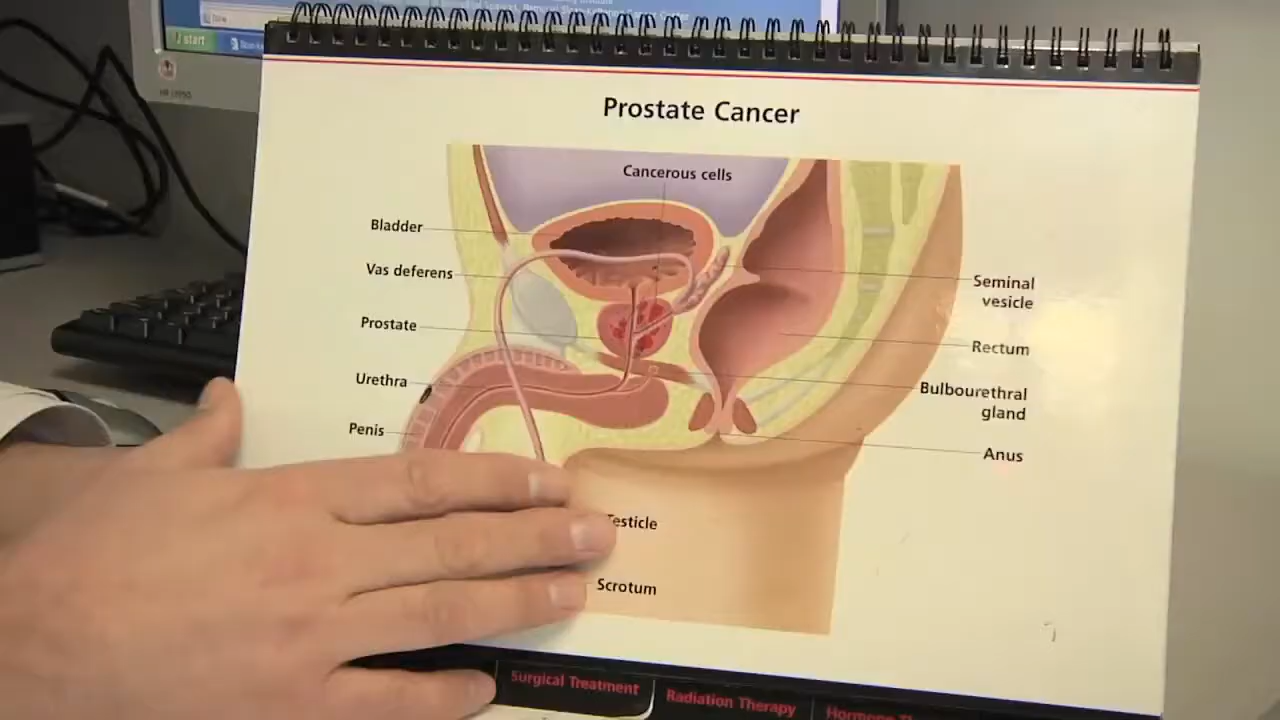 start
Prostate Cancer
Cancerous cells
Bladder
Vas deferens
Prostate
Urethra
Penis
Seminal
vesicle
Rectum
Bulbourethral
gland
Anus
Testicle
Scrotum
Surgical Treatment
Radiation Therapy